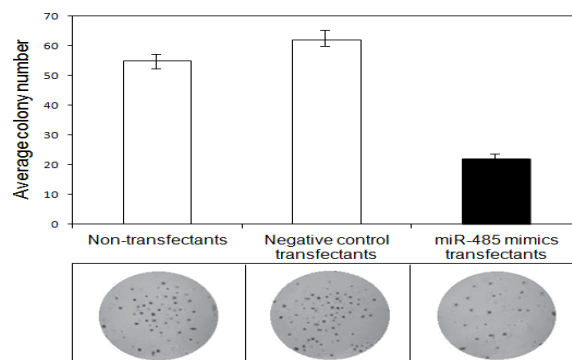 Average colony number
70
60
50
40
30
20
10
0
Non-transfectants
Negative control
transfectants
miR-485 mimics
transfectants